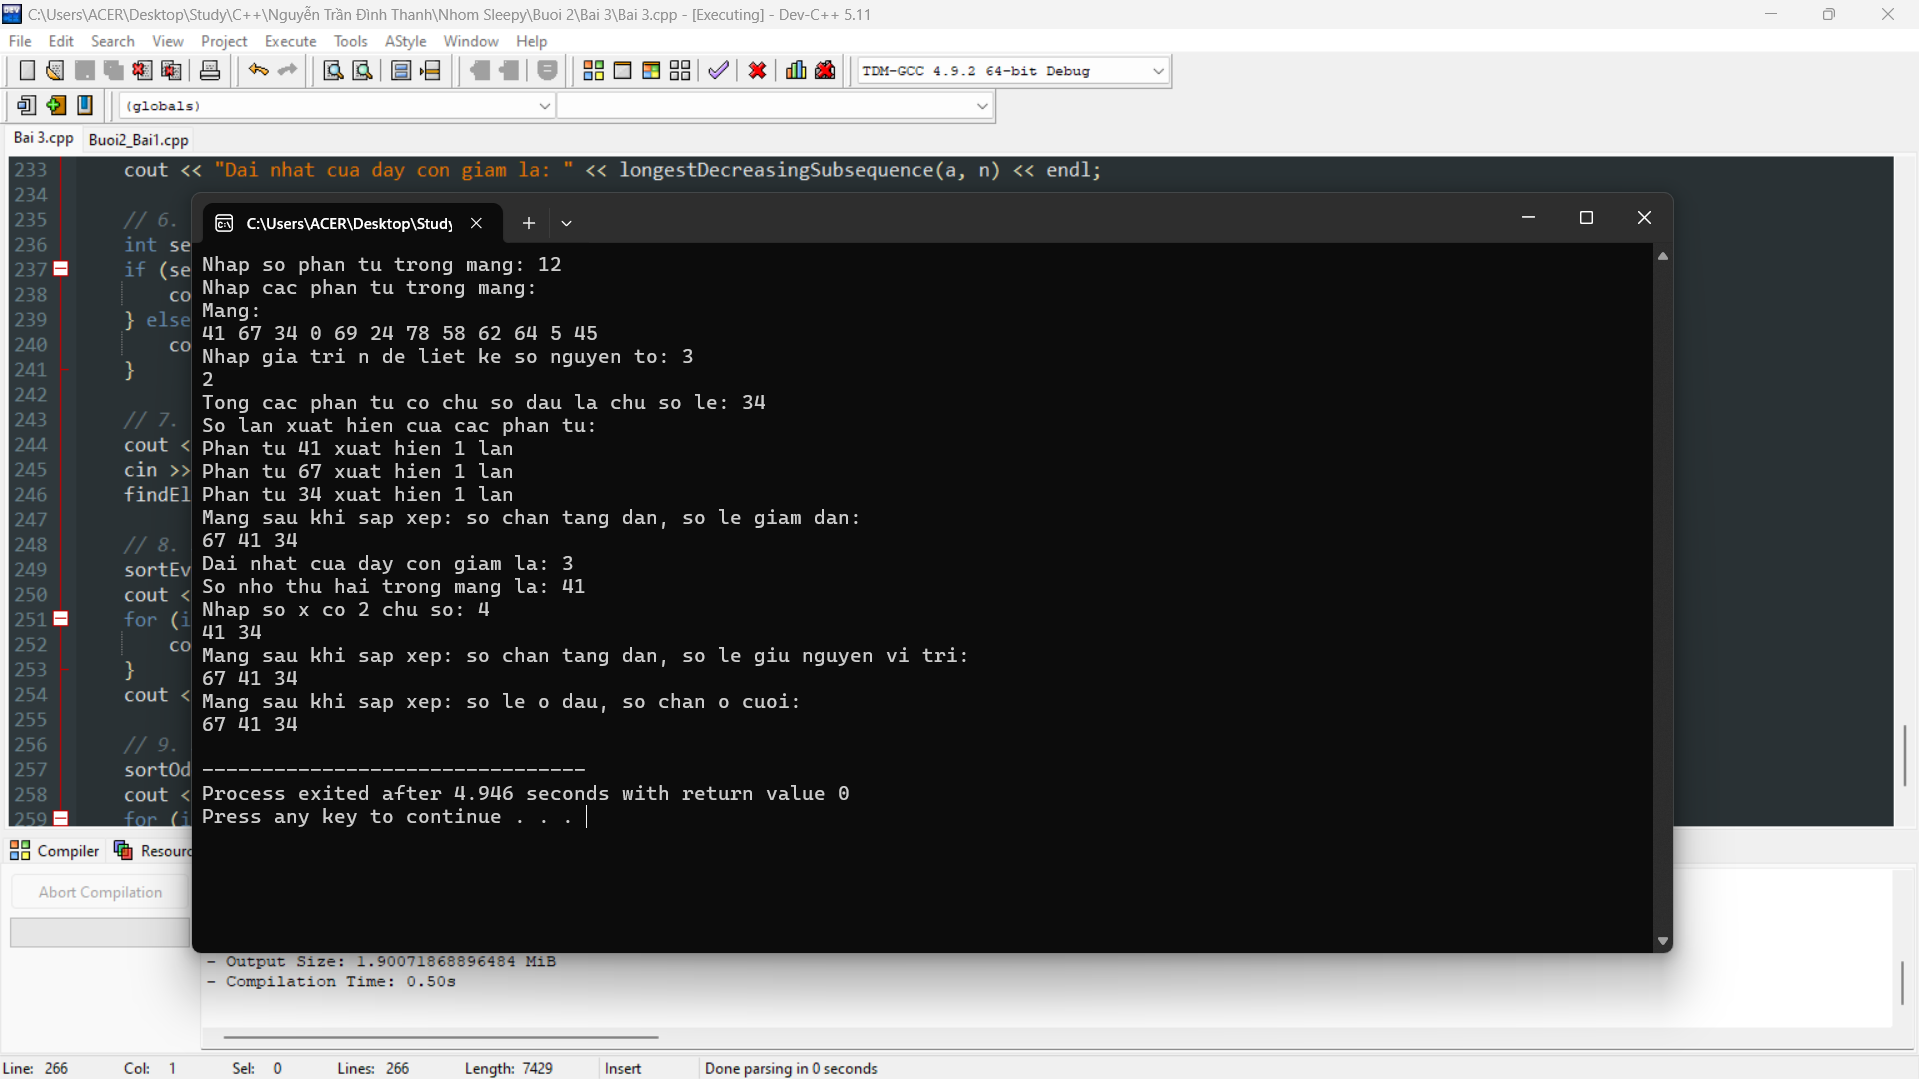 C:\Users\ACER\Desktop\Study\C++\Nguyễn Trần Đình Thanh\Nhom Sleepy\Buoi 2\Bai 3\Bai 3.cpp - [Executing] - Dev-C++ 5.11
File Edit Search View Project Execute Tools AStyle Window Help
TDM-GCC 4.9.2 64-bit Debug
(globals)
Bai 3.cpp Buoi2_Bai1.cpp
233 cout << "Dai nhat cua day con giam la: " << longestDecreasingSubsequence(a, n) << endl;
234
235 // 6.
236 int se
237 if (se
238 co
239 } else
240 co
241 }
242
243 // 7.
244 cout <
245 cin >>
246 findEl
247
248 // 8.
249 sortEv
250 cout <
251 for (i
252 co
253 }
254 cout <
255
256 // 9.
257 sortOd
258 cout <
259 for (i
C:\Users\ACER\Desktop\Study
Nhap so phan tu trong mang: 12
Nhap cac phan tu trong mang:
Mang:
41 67 34 0 69 24 78 58 62 64 5 45
Nhap gia tri n de liet ke so nguyen to: 3
2
Tong cac phan tu co chu so dau la chu so le: 34
So lan xuat hien cua cac phan tu:
Phan tu 41 xuat hien 1 lan
Phan tu 67 xuat hien 1 lan
Phan tu 34 xuat hien 1 lan
Mang sau khi sap xep: so chan tang dan, so le giam dan:
67 41 34
Dai nhat cua day con giam la: 3
So nho thu hai trong mang la: 41
Nhap so x co 2 chu so: 4
41 34
Mang sau khi sap xep: so chan tang dan, so le giu nguyen vi tri:
67 41 34
Mang sau khi sap xep: so le o dau, so chan o cuoi:
67 41 34
--------------------------------
Process exited after 4.946 seconds with return value 0
Press any key to continue . . .
Compiler Resourc
Abort Compilation
- Output Size: 1.90071868896484 MiB
- Compilation Time: 0.50s
Line: 266 Col: 1 Sel: 0 Lines: 266 Length: 7429 Insert Done parsing in 0 seconds